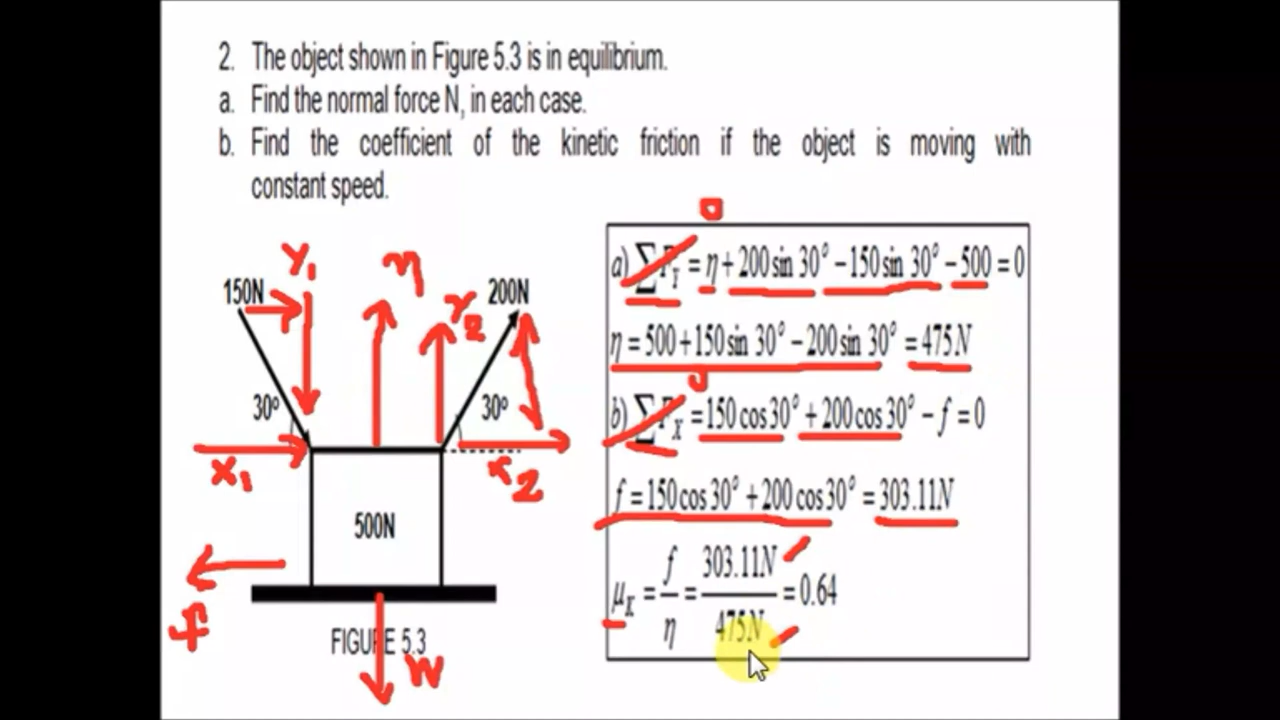 2. The object shown in Figure 5.3 is in equilibrium.
a. Find the normal force N, in each case.
b. Find the coefficient of the kinetic friction if the object is moving with
constant speed.
0
a) ∑F_Y = η + 200 sin 30° − 150 sin 30° − 500 = 0
η = 500 + 150 sin 30° − 200 sin 30° = 475N
b) ∑F_X = 150 cos 30° + 200 cos 30° − f = 0
f = 150 cos 30° + 200 cos 30° = 303.11N
μ_K = f/η = 303.11N/475N = 0.64
Y₁
η
150N
Y₂
200N
30°
30°
X₁
X₂
500N
f
FIGURE 5.3
W